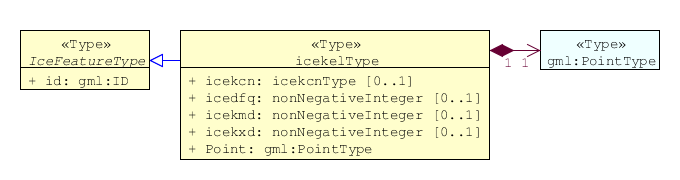 «Type»
IceFeatureType
+ id: gml:ID
«Type»
icekelType
+ icekcn: icekcnType [0..1]
+ icedfq: nonNegativeInteger [0..1]
+ icekmd: nonNegativeInteger [0..1]
+ icekxd: nonNegativeInteger [0..1]
+ Point: gml:PointType
1 1
«Type»
gml:PointType